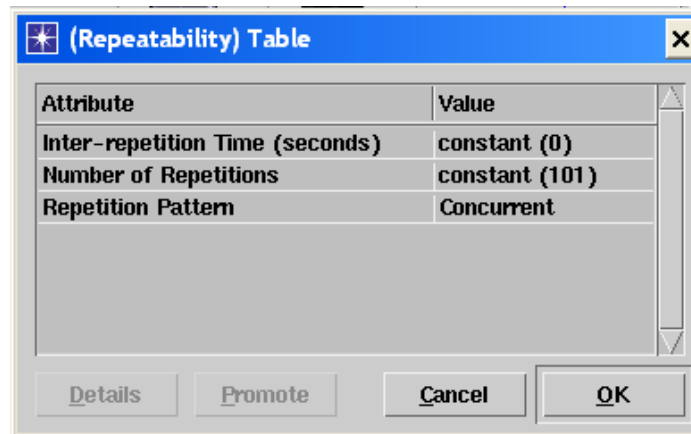 (Repeatability) Table
Attribute Value
Inter-repetition Time (seconds) constant (0)
Number of Repetitions constant (101)
Repetition Pattern Concurrent
Details Promote Cancel OK